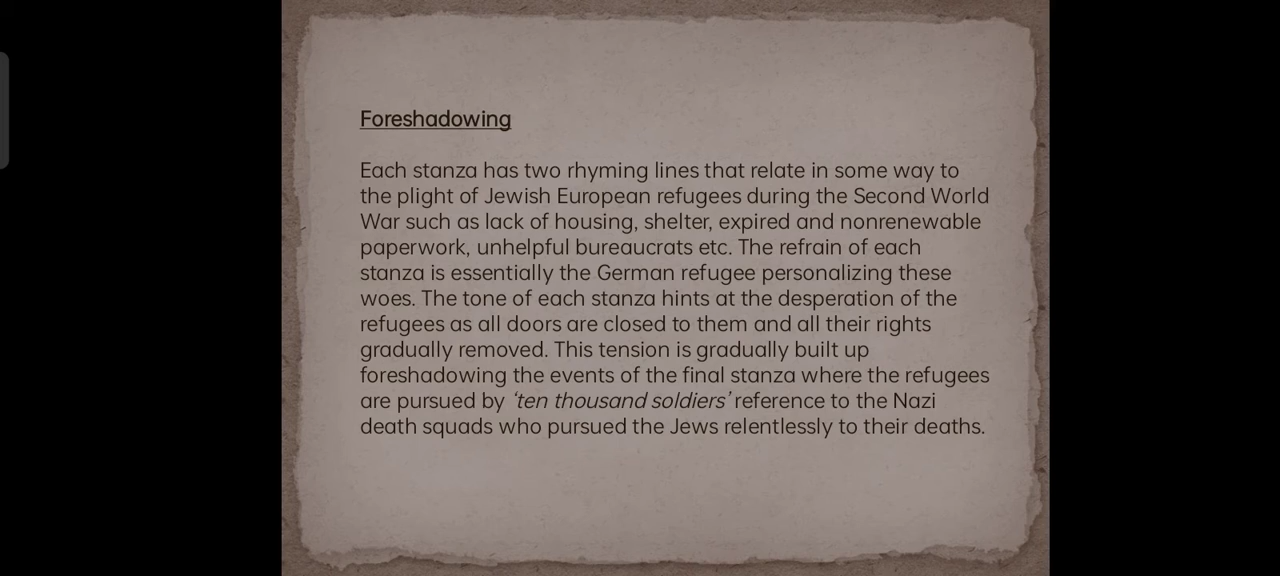 Foreshadowing
Each stanza has two rhyming lines that relate in some way to
the plight of Jewish European refugees during the Second World
War such as lack of housing, shelter, expired and nonrenewable
paperwork, unhelpful bureaucrats etc. The refrain of each
stanza is essentially the German refugee personalizing these
woes. The tone of each stanza hints at the desperation of the
refugees as all doors are closed to them and all their rights
gradually removed. This tension is gradually built up
foreshadowing the events of the final stanza where the refugees
are pursued by ‘ten thousand soldiers’ reference to the Nazi
death squads who pursued the Jews relentlessly to their deaths.